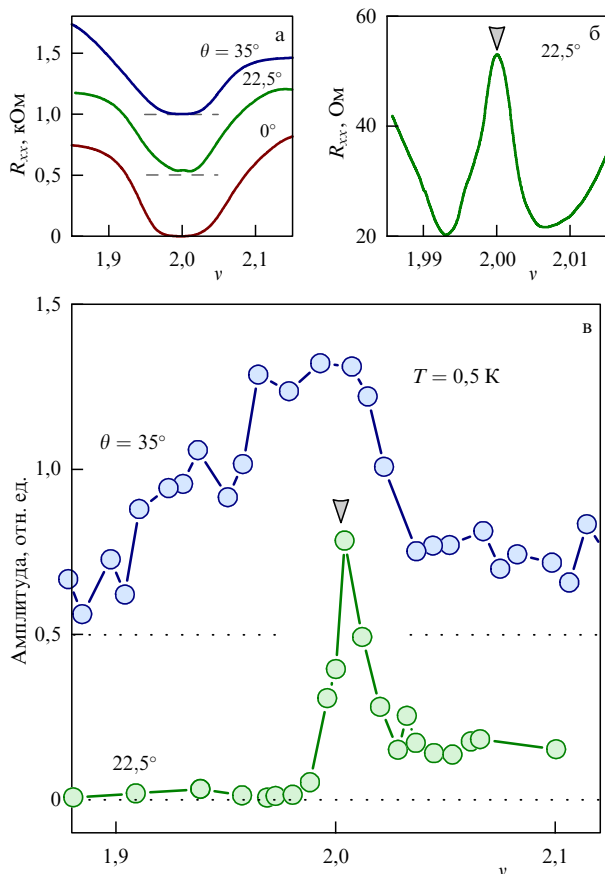 а
θ = 35°
22,5°
0°
1,5
1,0
0,5
0
R_xx, кОм
1,9
2,0
2,1
ν
б
22,5°
60
40
20
R_xx, Ом
1,99
2,00
2,01
ν
в
T = 0,5 К
θ = 35°
22,5°
1,5
1,0
0,5
0
Амплитуда, отн. ед.
1,9
2,0
2,1
ν